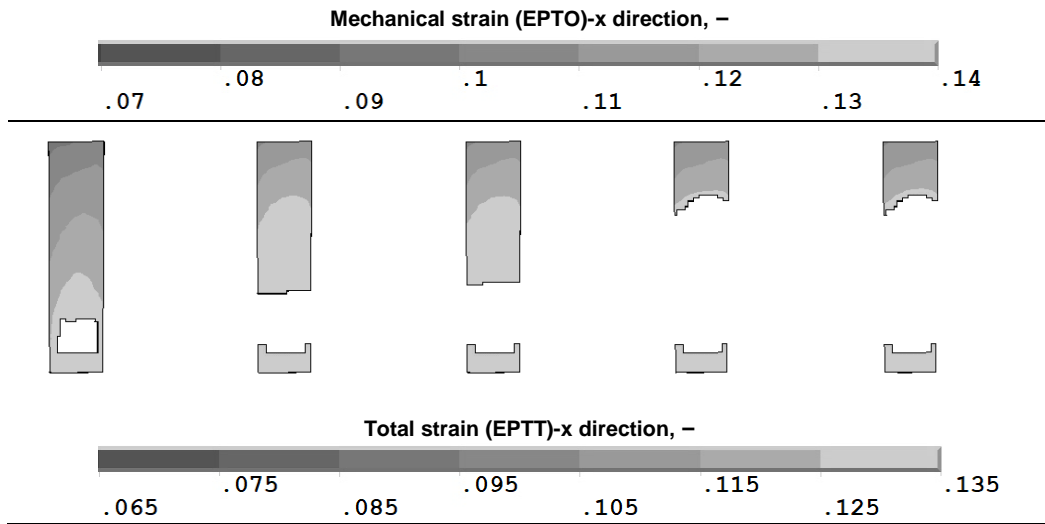 Mechanical strain (EPTO)-x direction, −
.08 .1 .12 .14
.07 .09 .11 .13
Total strain (EPTT)-x direction, −
.075 .095 .115 .135
.065 .085 .105 .125